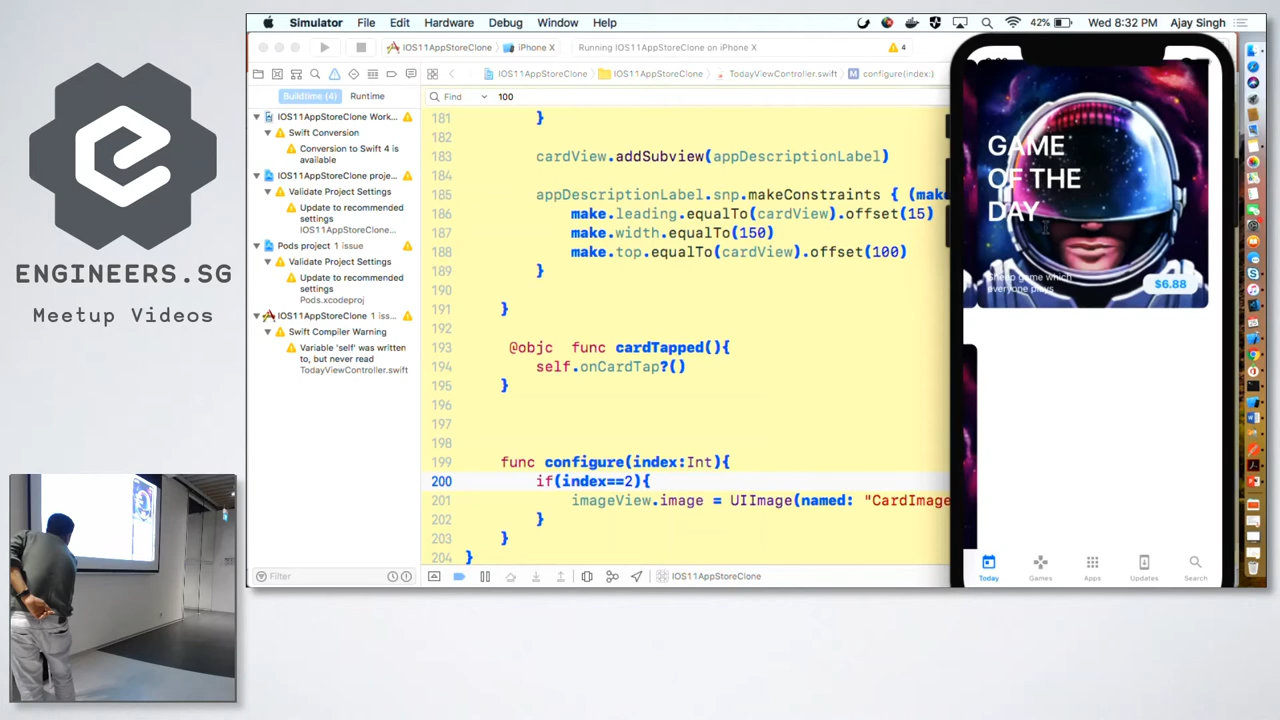 ENGINEERS.SG
Meetup Videos
Simulator File Edit Hardware Debug Window Help
42% Wed 8:32 PM Ajay Singh
IOS11AppStoreClone iPhone X Running IOS11AppStoreClone on iPhone X 4
IOS11AppStoreClone IOS11AppStoreClone TodayViewController.swift configure(index:)
Buildtime (4) Runtime
Find 100
IOS11AppStoreClone Work...
Swift Conversion
Conversion to Swift 4 is
available
IOS11AppStoreClone proje...
Validate Project Settings
Update to recommended
settings
IOS11AppStoreClone...
Pods project 1 issue
Validate Project Settings
Update to recommended
settings
Pods.xcodeproj
IOS11AppStoreClone 1 iss...
Swift Compiler Warning
Variable 'self' was written
to, but never read
TodayViewController.swift
Filter
181 }
182
183 cardView.addSubview(appDescriptionLabel)
184
185 appDescriptionLabel.snp.makeConstraints { (mak
186 make.leading.equalTo(cardView).offset(15)
187 make.width.equalTo(150)
188 make.top.equalTo(cardView).offset(100)
189 }
190
191 }
192
193 @objc func cardTapped(){
194 self.onCardTap?()
195 }
196
197
198
199 func configure(index:Int){
200 if(index==2){
201 imageView.image = UIImage(named: "CardImage
202 }
203 }
204 }
IOS11AppStoreClone
GAME
OF THE
DAY
game which
everyone plays
$6.88
Today Games Apps Updates Search